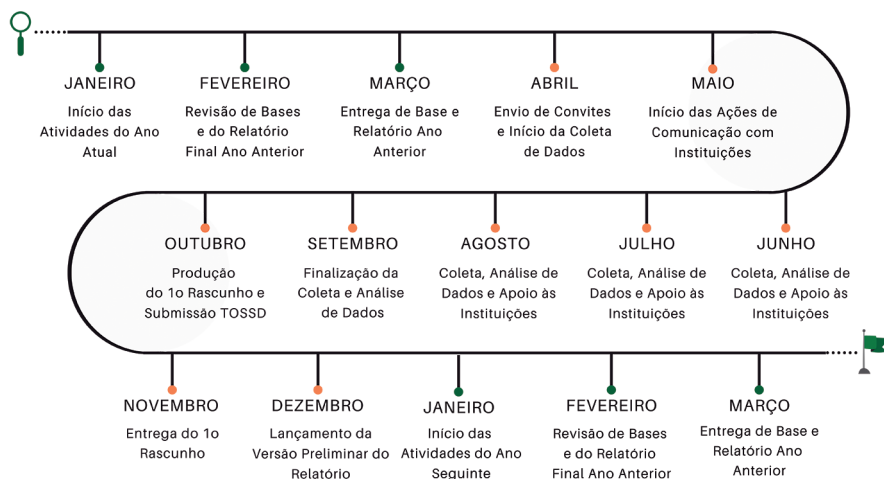 JANEIRO
Início das
Atividades do Ano
Atual
FEVEREIRO
Revisão de Bases
e do Relatório
Final Ano Anterior
MARÇO
Entrega de Base e
Relatório Ano
Anterior
ABRIL
Envio de Convites
e Início da Coleta
de Dados
MAIO
Início das Ações de
Comunicação com
Instituições
OUTUBRO
Produção
do 1o Rascunho e
Submissão TOSSD
SETEMBRO
Finalização da
Coleta e Análise
de Dados
AGOSTO
Coleta, Análise de
Dados e Apoio às
Instituições
JULHO
Coleta, Análise de
Dados e Apoio às
Instituições
JUNHO
Coleta, Análise de
Dados e Apoio às
Instituições
NOVEMBRO
Entrega do 1o
Rascunho
DEZEMBRO
Lançamento da
Versão Preliminar do
Relatório
JANEIRO
Início das
Atividades do Ano
Seguinte
FEVEREIRO
Revisão de Bases
e do Relatório
Final Ano Anterior
MARÇO
Entrega de Base e
Relatório Ano
Anterior